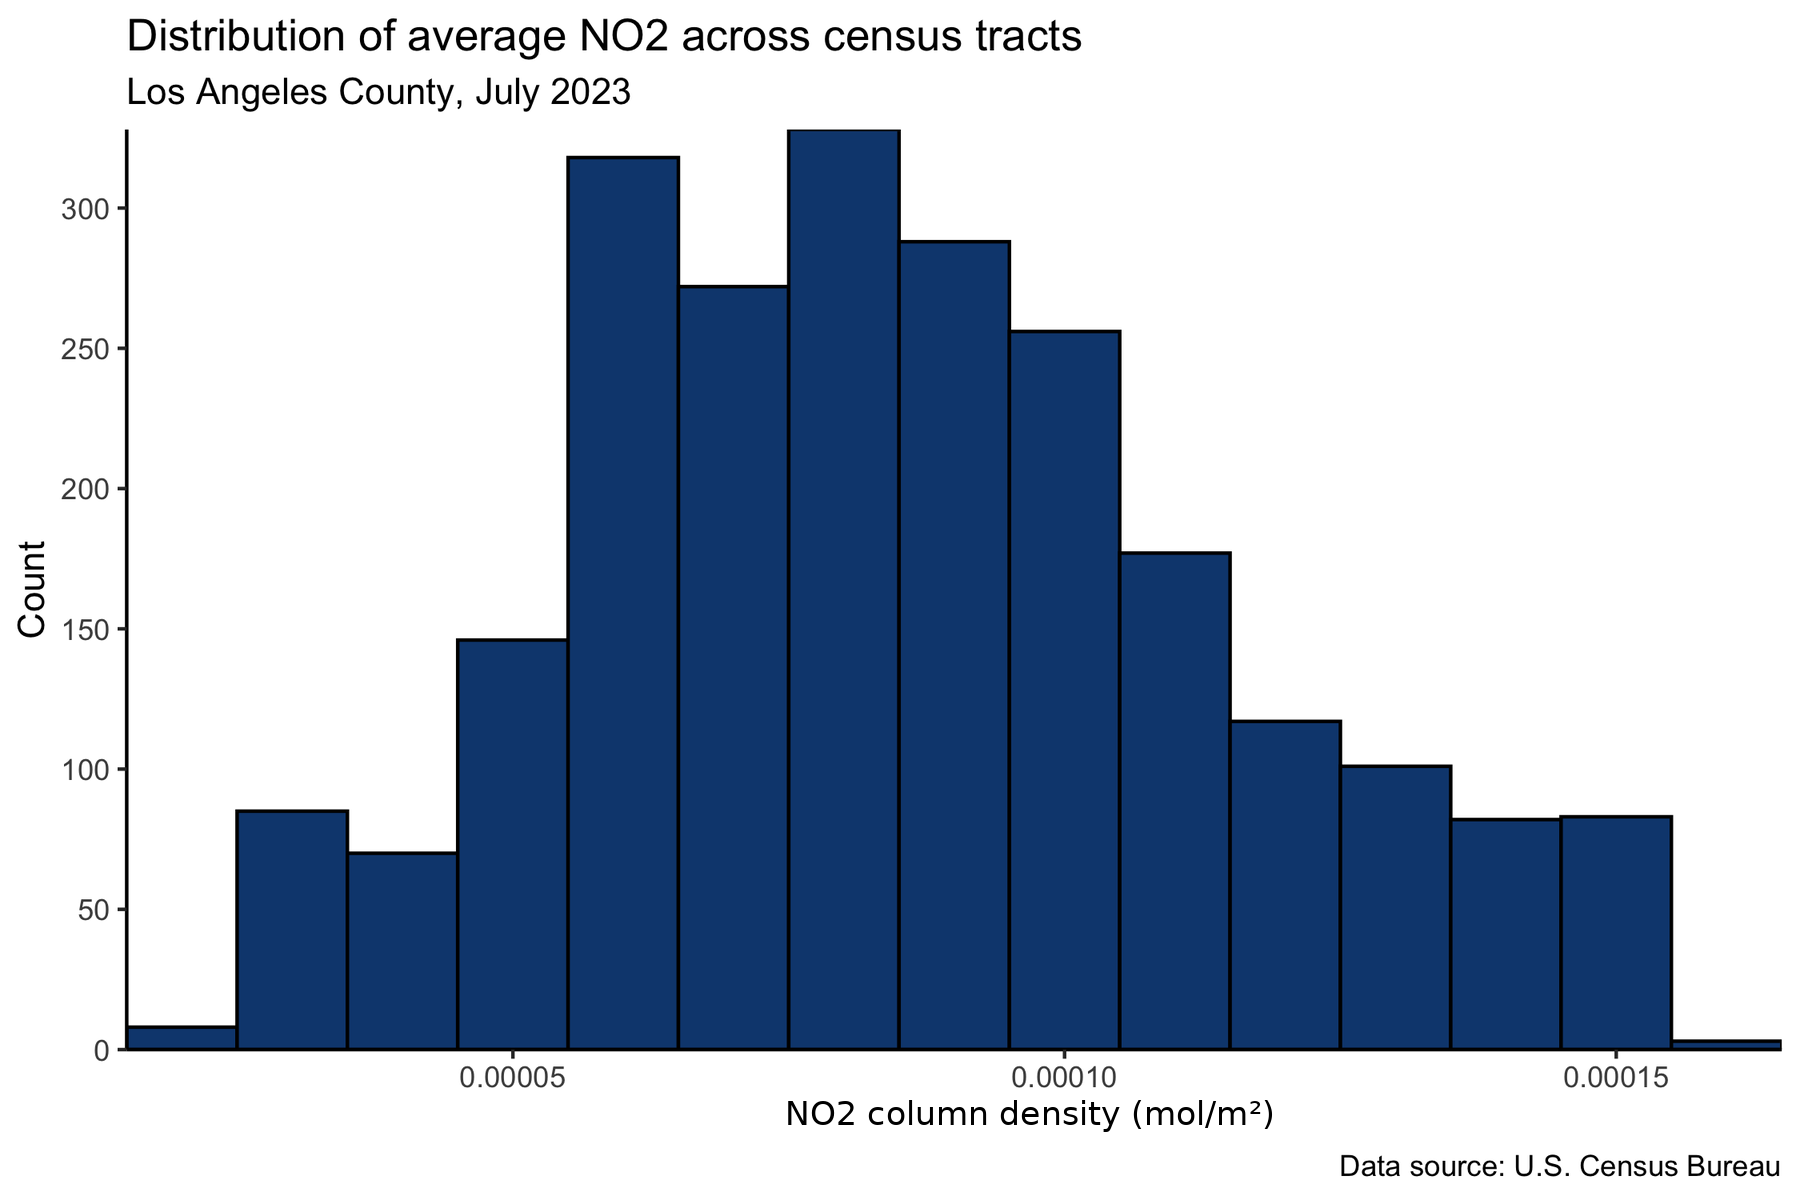 Distribution of average NO2 across census tracts
Los Angeles County, July 2023
300
250
200
150
100
50
0
Count
0.00005 0.00010 0.00015
NO2 column density (mol/m²)
Data source: U.S. Census Bureau